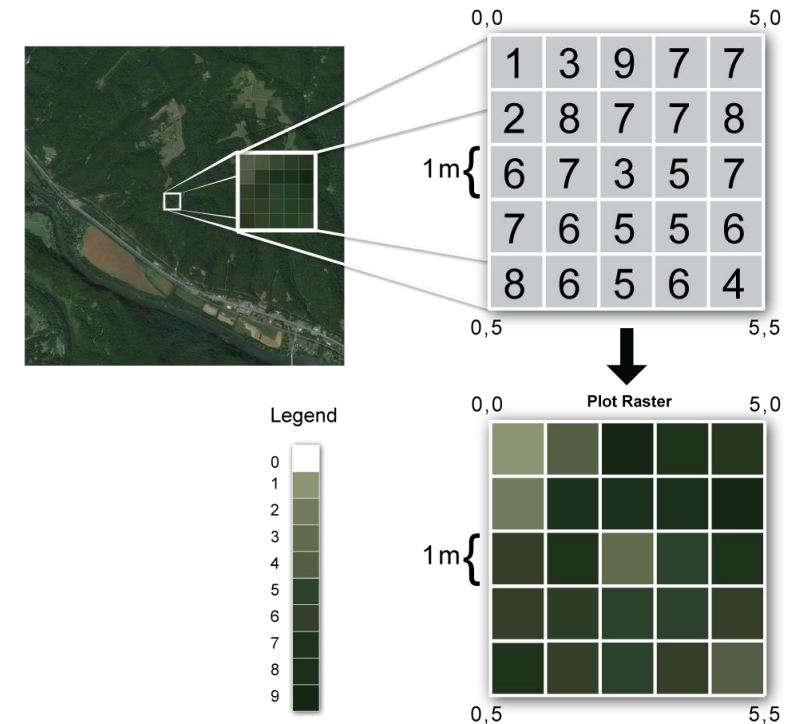 0,0 5,0
1 3 9 7 7
2 8 7 7 8
1m{ 6 7 3 5 7
7 6 5 5 6
8 6 5 6 4
0,5 5,5
Legend
0
1
2
3
4
5
6
7
8
9
Plot Raster
0,0 5,0
1m{
0,5 5,5